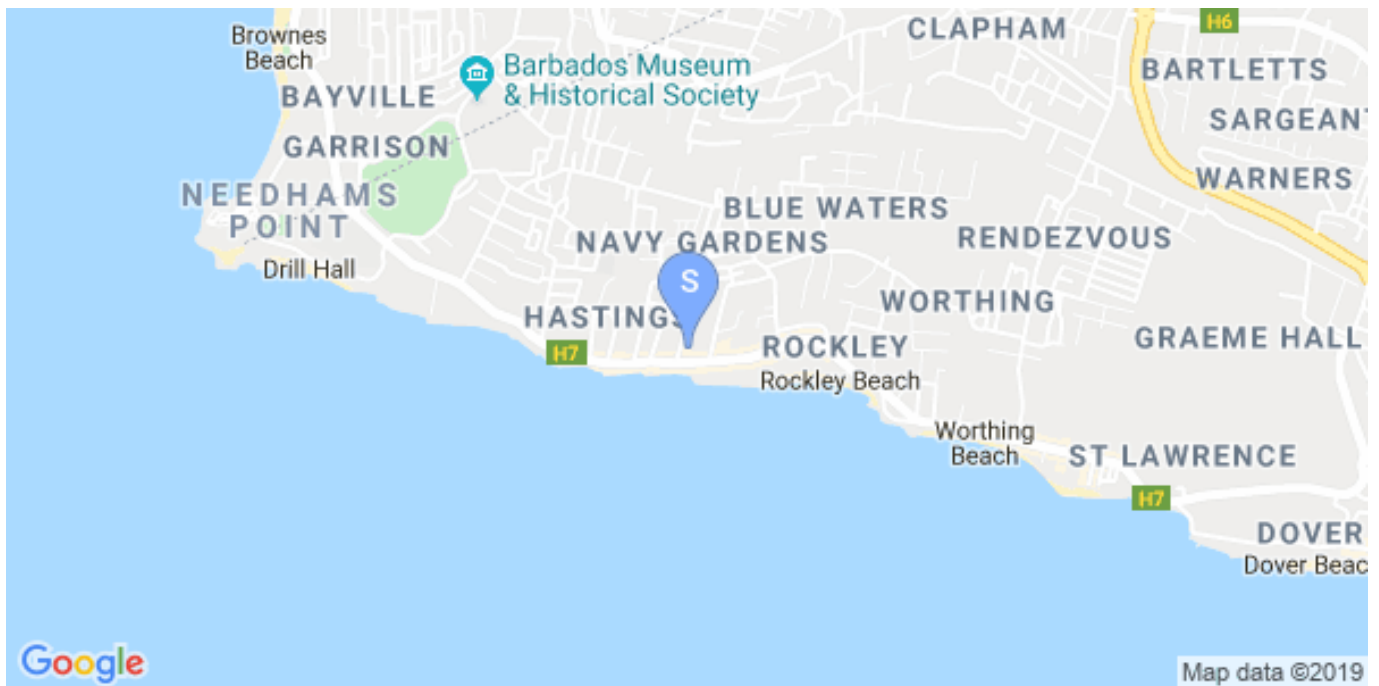 H6
CLAPHAM
Brownes
Beach
Barbados Museum
& Historical Society
BARTLETTS
BAYVILLE
SARGEANT
GARRISON
WARNERS
NEEDHAMS
POINT
BLUE WATERS
NAVY GARDENS
RENDEZVOUS
Drill Hall
S
WORTHING
HASTINGS
GRAEME HALL
H7
ROCKLEY
Rockley Beach
Worthing
Beach
ST LAWRENCE
H7
DOVER
Dover Beac
Google
Map data ©2019